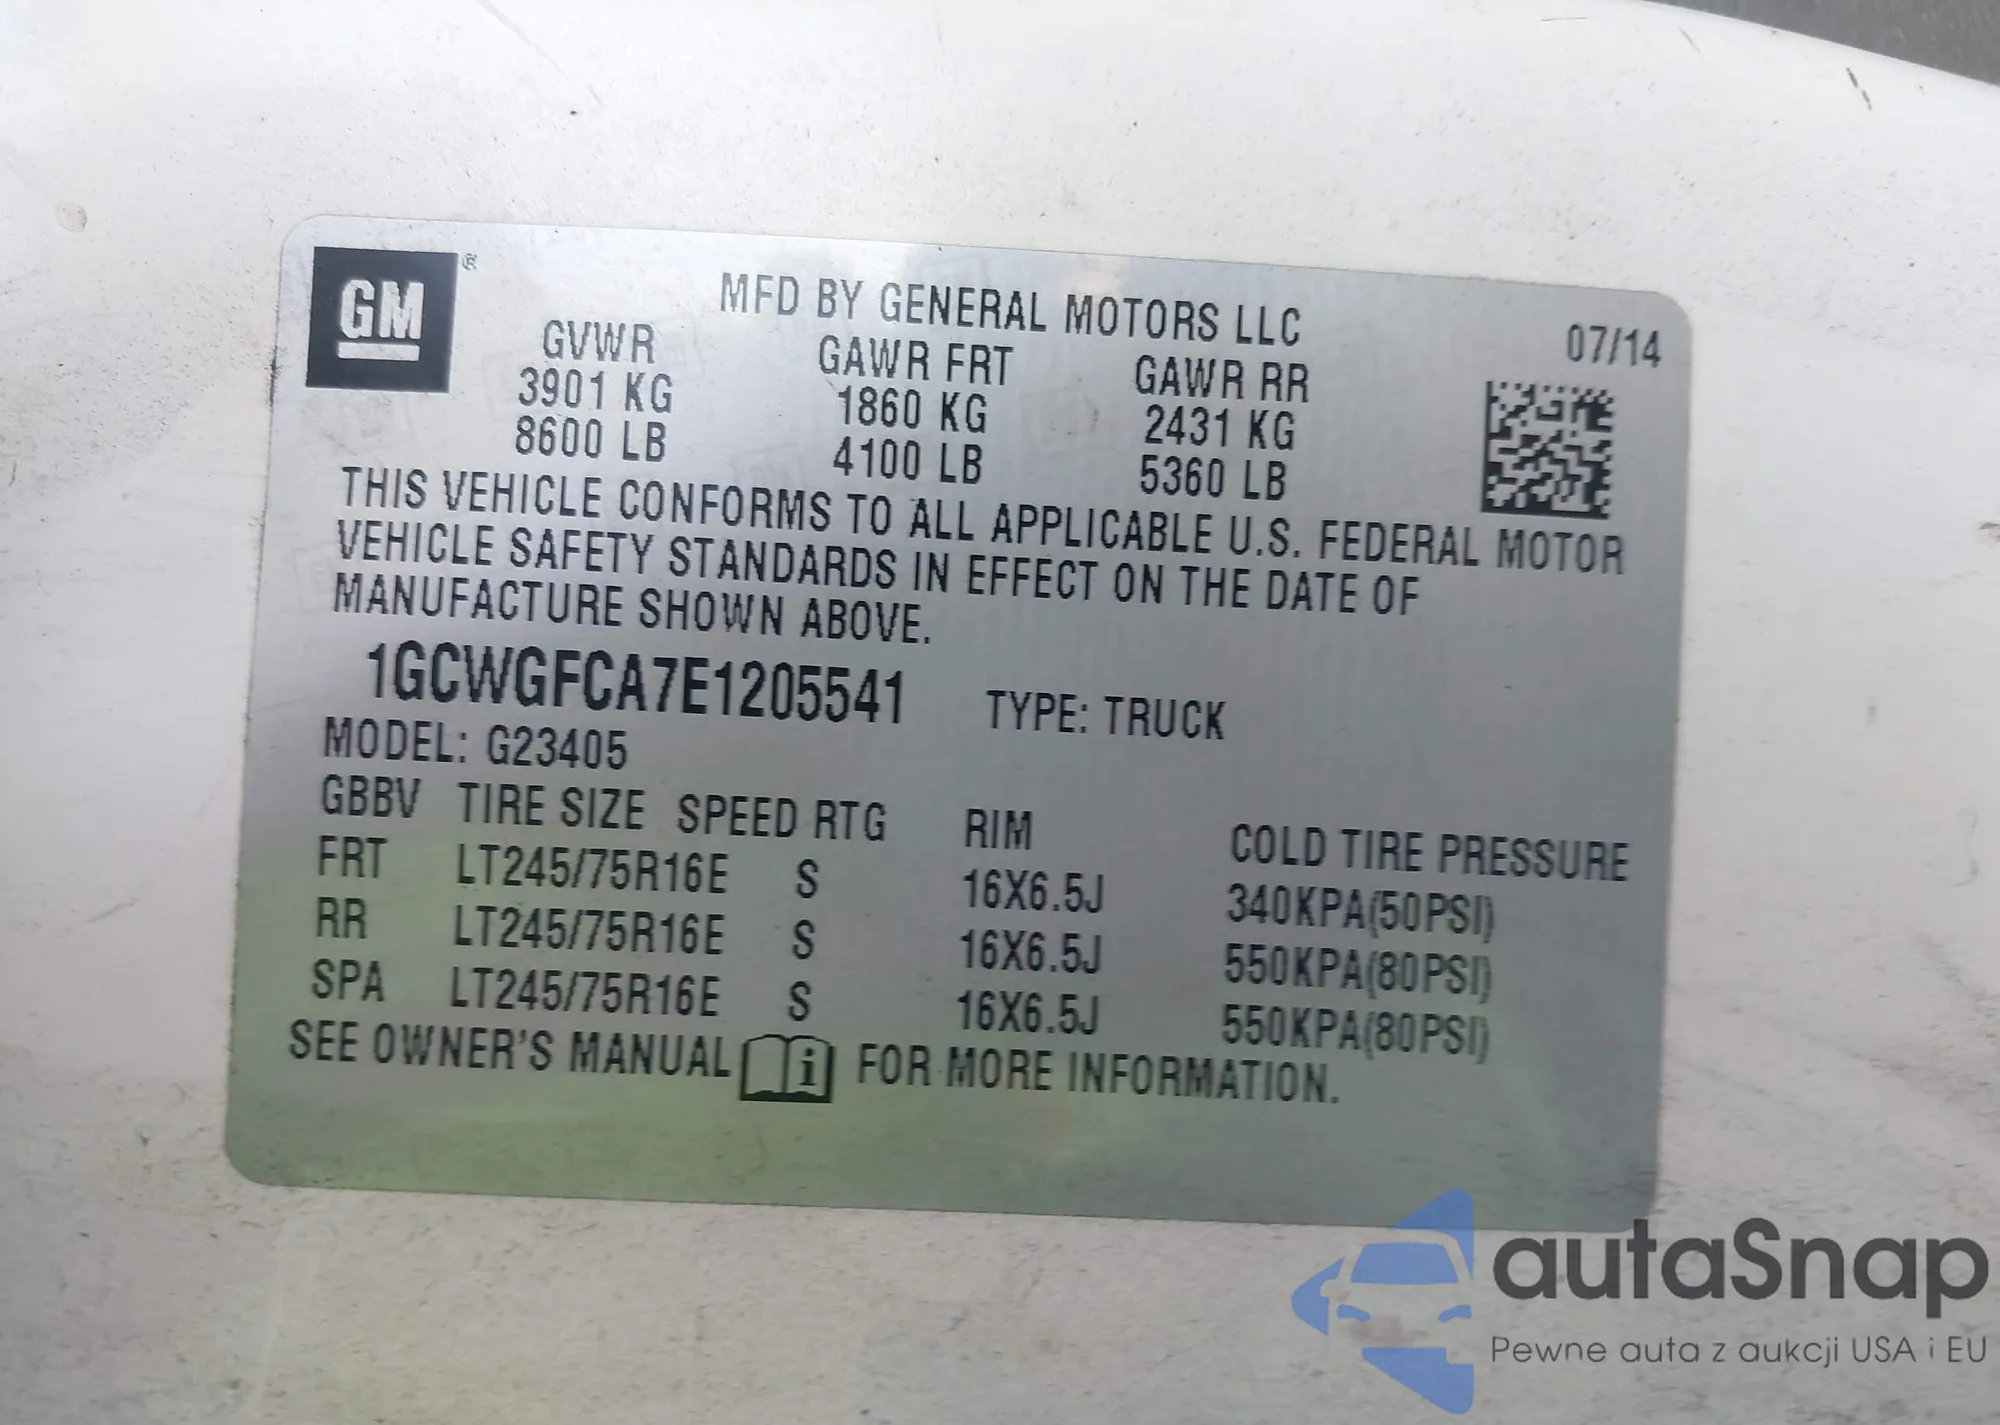 GM ®
MFD BY GENERAL MOTORS LLC
07/14
GVWR GAWR FRT GAWR RR
3901 KG 1860 KG 2431 KG
8600 LB 4100 LB 5360 LB
THIS VEHICLE CONFORMS TO ALL APPLICABLE U.S. FEDERAL MOTOR
VEHICLE SAFETY STANDARDS IN EFFECT ON THE DATE OF
MANUFACTURE SHOWN ABOVE.
1GCWGFCA7E1205541 TYPE: TRUCK
MODEL: G23405
GBBV TIRE SIZE SPEED RTG RIM COLD TIRE PRESSURE
FRT LT245/75R16E S 16X6.5J 340KPA(50PSI)
RR LT245/75R16E S 16X6.5J 550KPA(80PSI)
SPA LT245/75R16E S 16X6.5J 550KPA(80PSI)
SEE OWNER'S MANUAL i FOR MORE INFORMATION.
autaSnap
Pewne auta z aukcji USA i EU